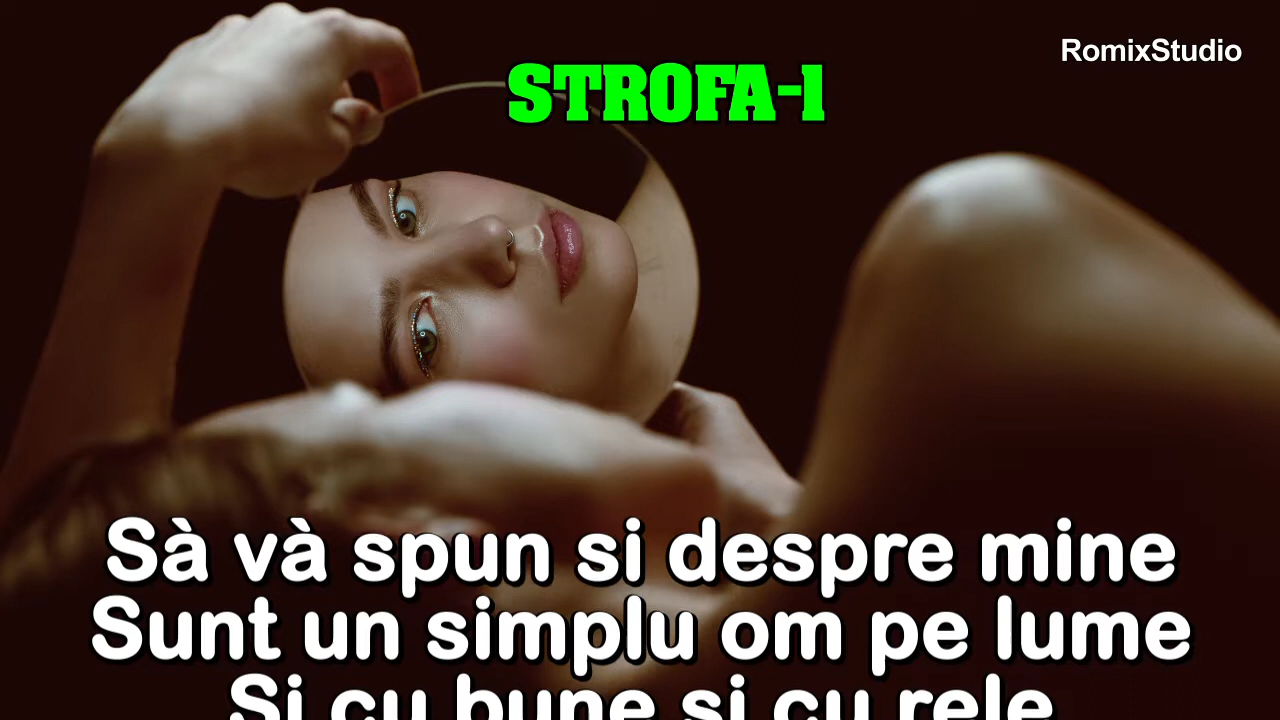 RomixStudio
STROFA-1
Sà và spun si despre mine
Sunt un simplu om pe lume
Si cu bune si cu rele